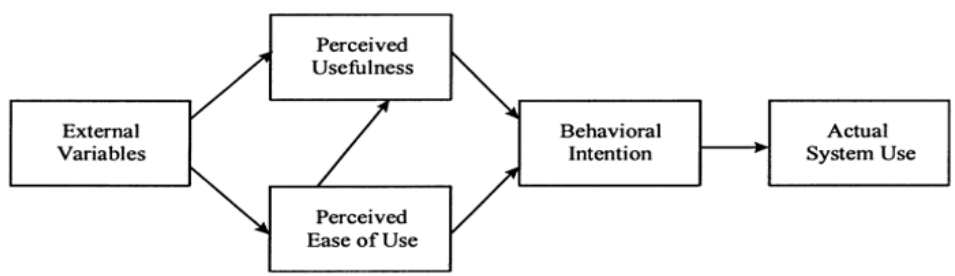 Perceived
Usefulness
External
Variables
Behavioral
Intention
Actual
System Use
Perceived
Ease of Use